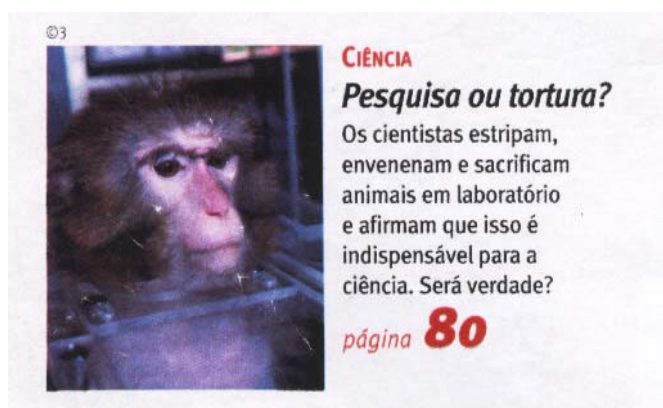 ©3
CIÊNCIA
Pesquisa ou tortura?
Os cientistas estripam,
envenenam e sacrificam
animais em laboratório
e afirmam que isso é
indispensável para a
ciência. Será verdade?
página 80